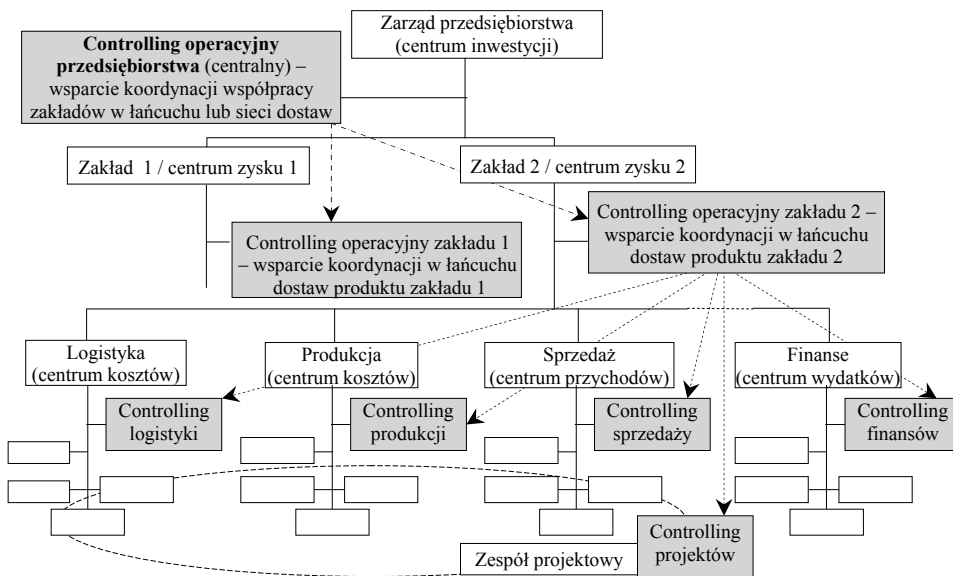 Zarząd przedsiębiorstwa
(centrum inwestycji)
Controlling operacyjny
przedsiębiorstwa (centralny) –
wsparcie koordynacji współpracy
zakładów w łańcuchu lub sieci dostaw
Zakład 1 / centrum zysku 1
Zakład 2 / centrum zysku 2
Controlling operacyjny zakładu 1
– wsparcie koordynacji w łańcuchu
dostaw produktu zakładu 1
Controlling operacyjny zakładu 2 –
wsparcie koordynacji w łańcuchu
dostaw produktu zakładu 2
Logistyka
(centrum kosztów)
Produkcja
(centrum kosztów)
Sprzedaż
(centrum przychodów)
Finanse
(centrum wydatków)
Controlling
logistyki
Controlling
produkcji
Controlling
sprzedaży
Controlling
finansów
Zespół projektowy
Controlling
projektów